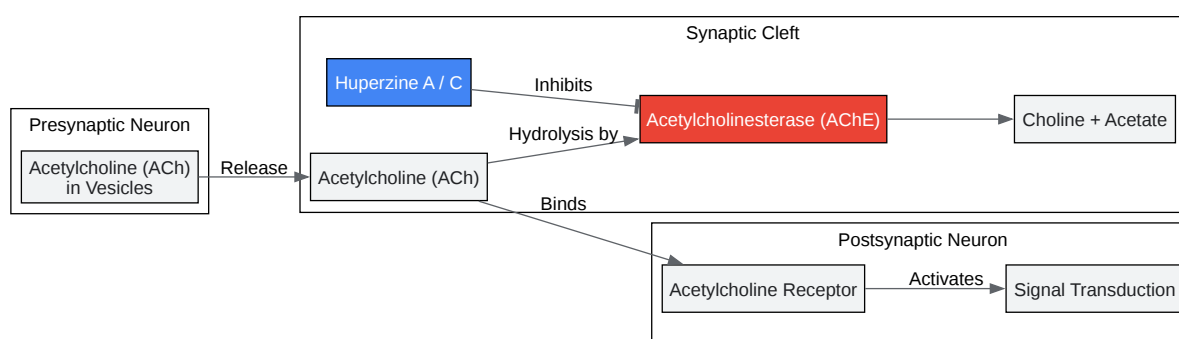 Synaptic Cleft
Huperzine A / C
Inhibits
Acetylcholinesterase (AChE)
Choline + Acetate
Presynaptic Neuron
Hydrolysis by
Acetylcholine (ACh)
in Vesicles
Release
Acetylcholine (ACh)
Binds
Postsynaptic Neuron
Acetylcholine Receptor
Activates
Signal Transduction